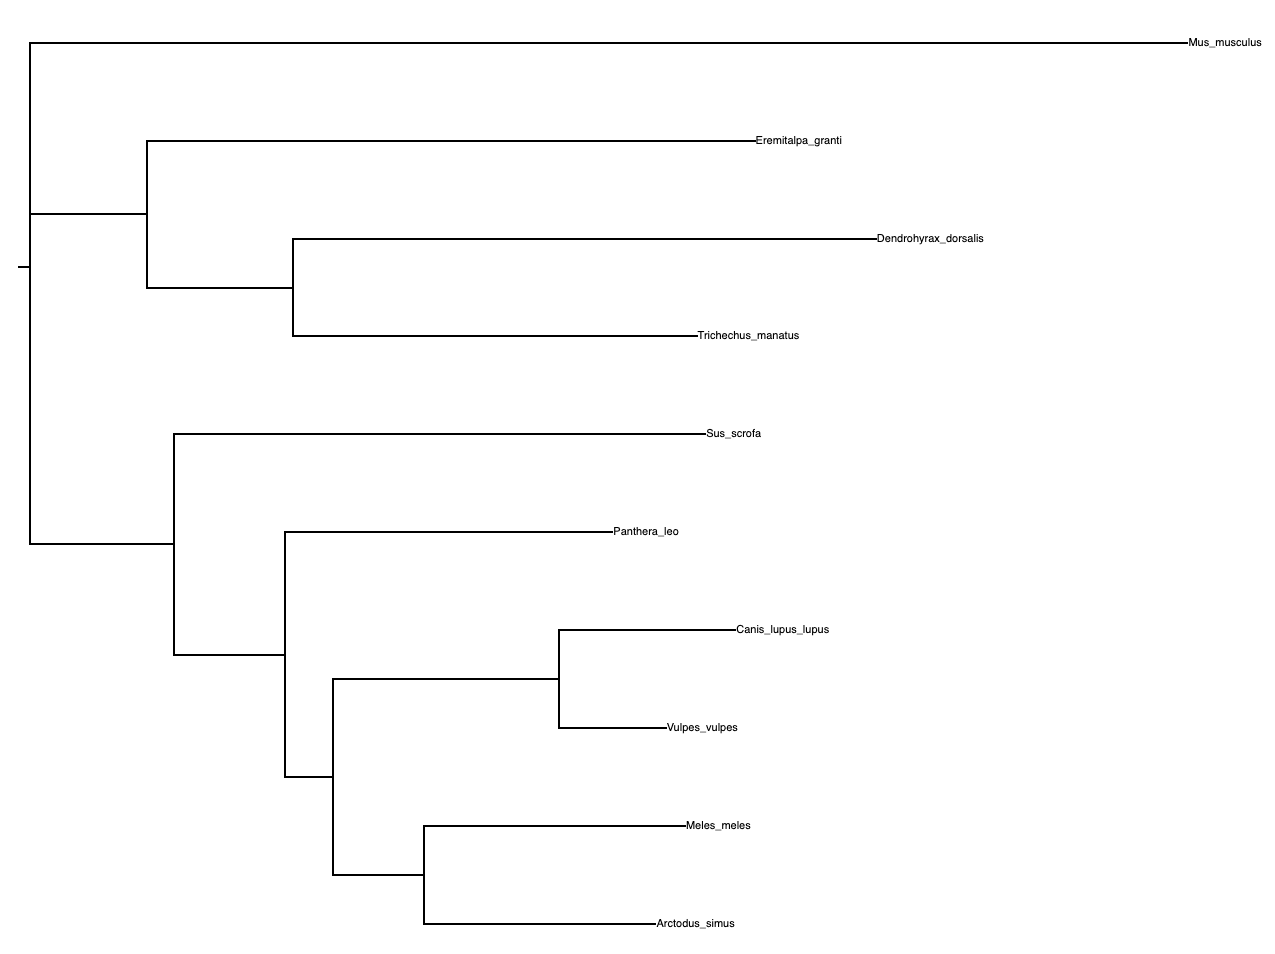 Mus_musculus
Eremitalpa_granti
Dendrohyrax_dorsalis
Trichechus_manatus
Sus_scrofa
Panthera_leo
Canis_lupus_lupus
Vulpes_vulpes
Meles_meles
Arctodus_simus